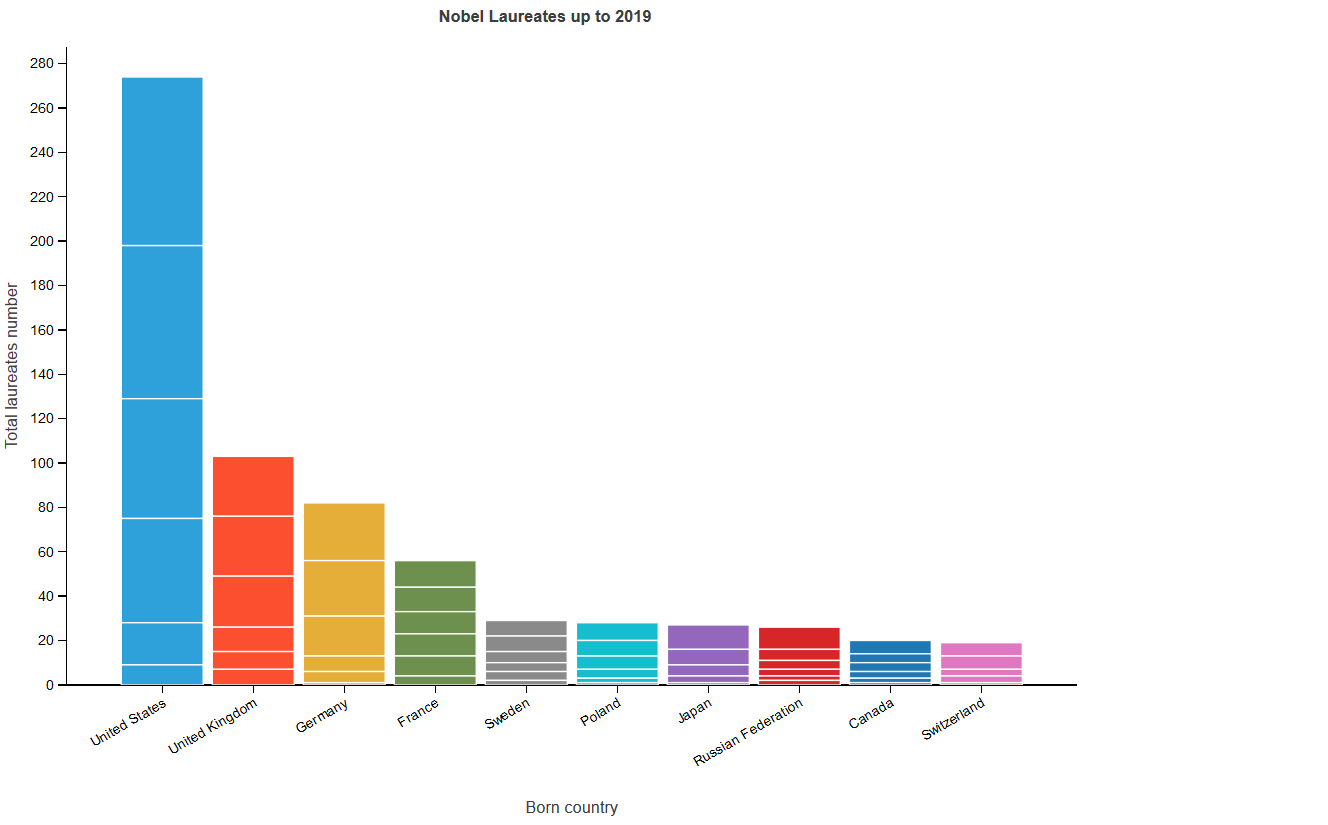 Nobel Laureates up to 2019
280
260
240
220
200
180
160
140
120
100
80
60
40
20
0
Total laureates number
United States
United Kingdom
Germany
France
Sweden
Poland
Japan
Russian Federation
Canada
Switzerland
Born country